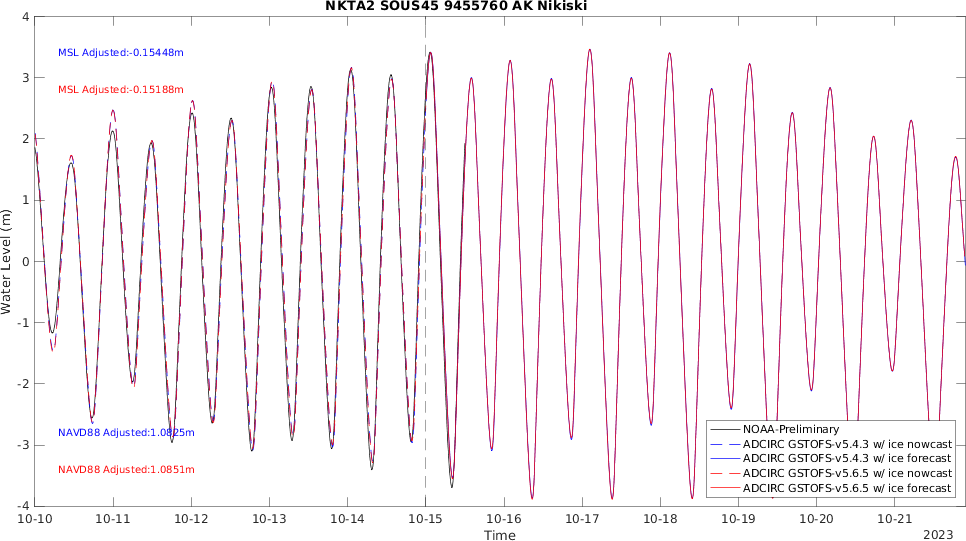 NKTA2 SOUS45 9455760 AK Nikiski
4
3
2
1
0
-1
-2
-3
-4
Water Level (m)
MSL Adjusted:-0.15448m
MSL Adjusted:-0.15188m
NAVD88 Adjusted:1.0825m
NAVD88 Adjusted:1.0851m
NOAA-Preliminary
ADCIRC GSTOFS-v5.4.3 w/ ice nowcast
ADCIRC GSTOFS-v5.4.3 w/ ice forecast
ADCIRC GSTOFS-v5.6.5 w/ ice nowcast
ADCIRC GSTOFS-v5.6.5 w/ ice forecast
10-10 10-11 10-12 10-13 10-14 10-15 10-16 10-17 10-18 10-19 10-20 10-21
Time
2023